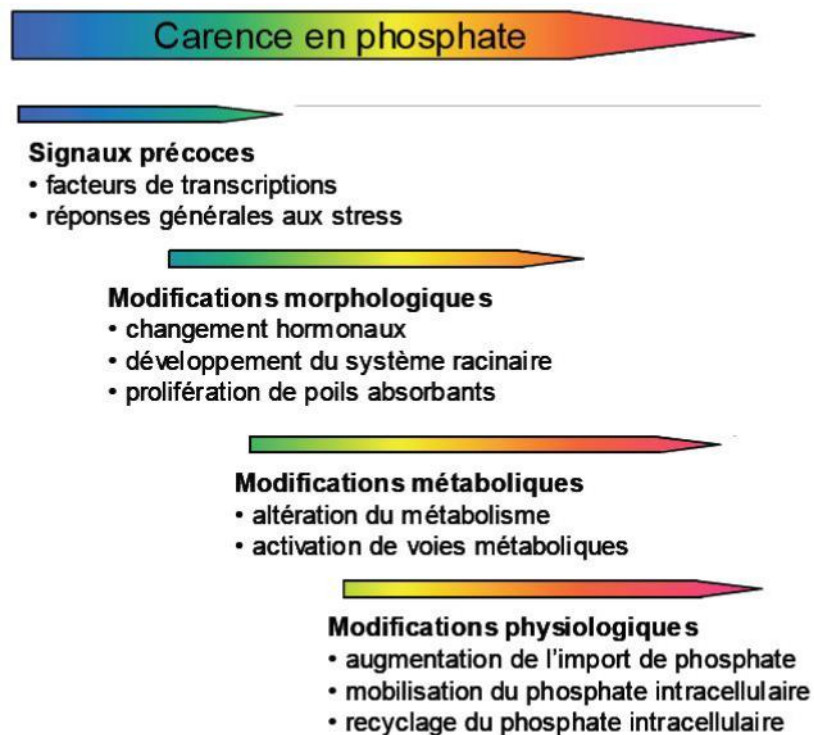 Carence en phosphate
Signaux précoces
• facteurs de transcriptions
• réponses générales aux stress
Modifications morphologiques
• changement hormonaux
• développement du système racinaire
• prolifération de poils absorbants
Modifications métaboliques
• altération du métabolisme
• activation de voies métaboliques
Modifications physiologiques
• augmentation de l'import de phosphate
• mobilisation du phosphate intracellulaire
• recyclage du phosphate intracellulaire